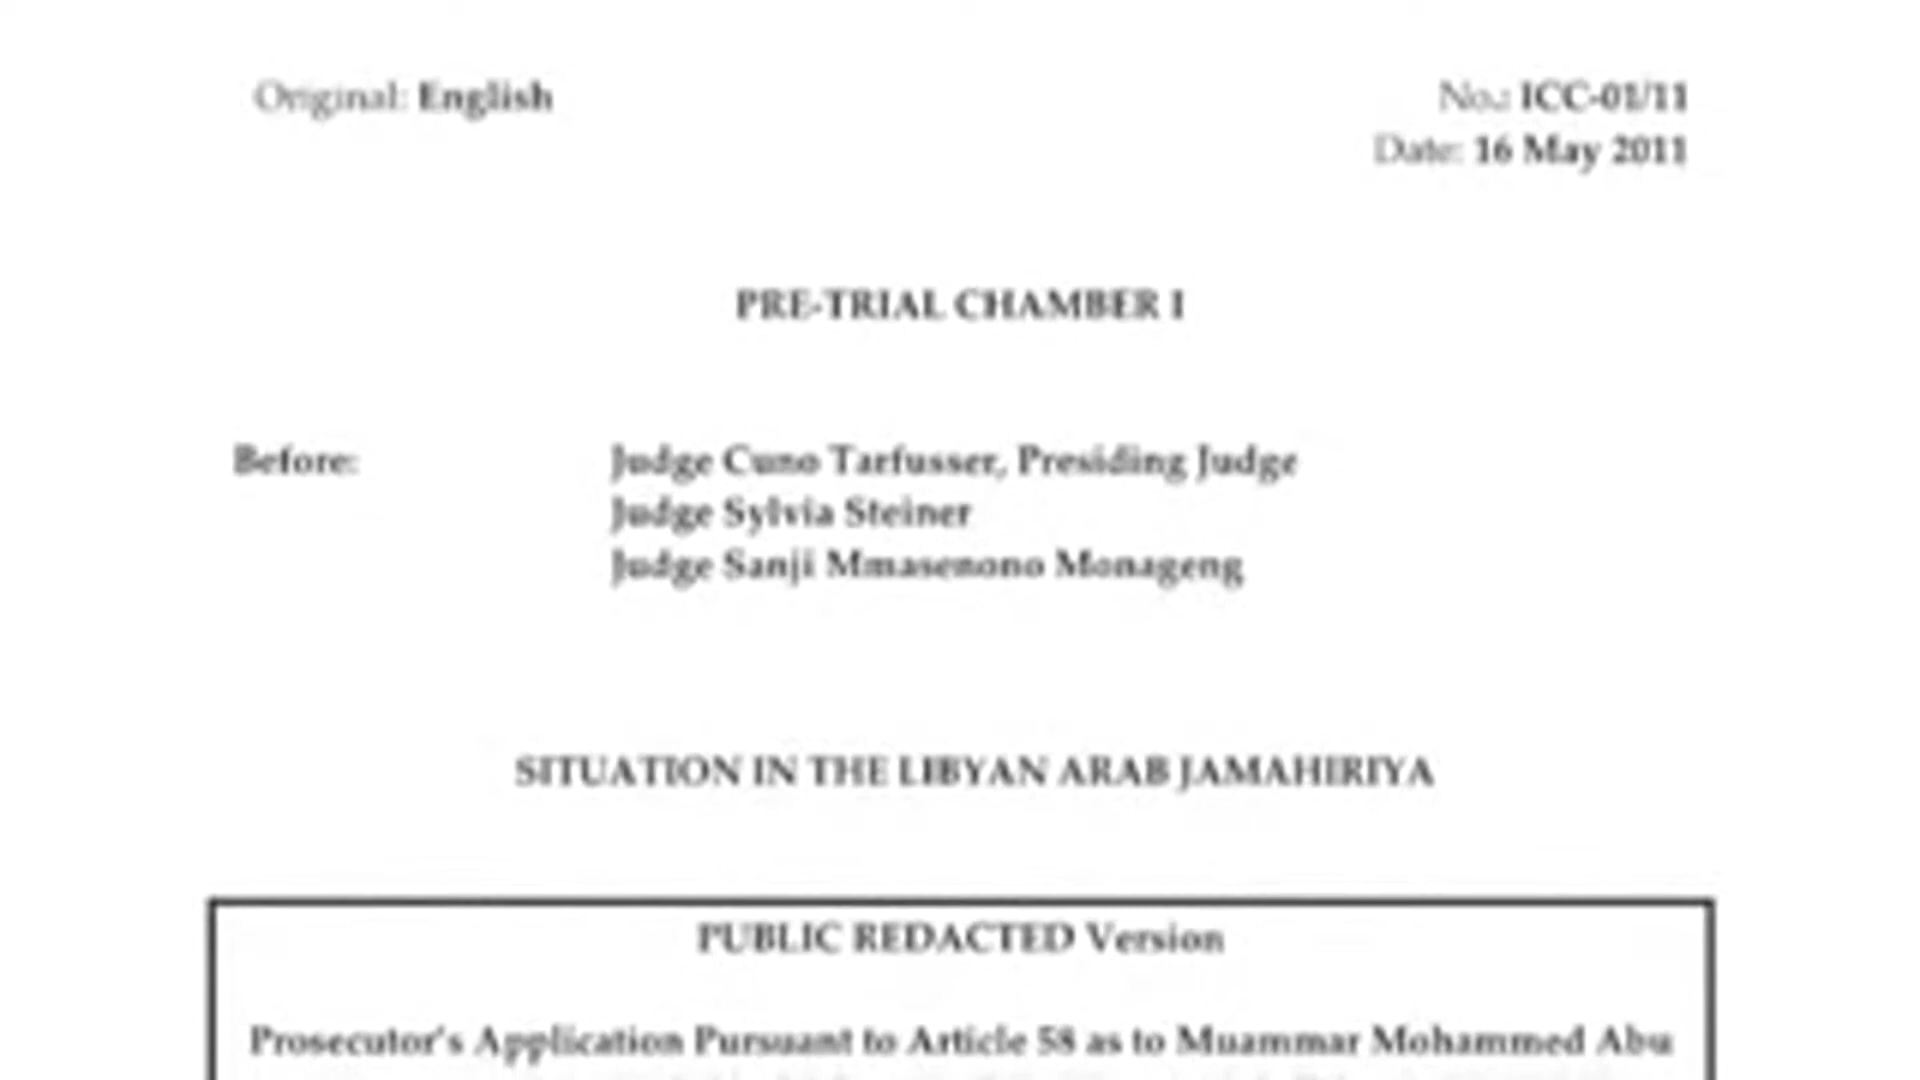 Original: English
No.: ICC-01/11
Date: 16 May 2011
PRE-TRIAL CHAMBER I
Before:
Judge Cuno Tarfusser, Presiding Judge
Judge Sylvia Steiner
Judge Sanji Mmasenono Monageng
SITUATION IN THE LIBYAN ARAB JAMAHIRIYA
PUBLIC REDACTED Version
Prosecutor's Application Pursuant to Article 58 as to Muammar Mohammed Abu